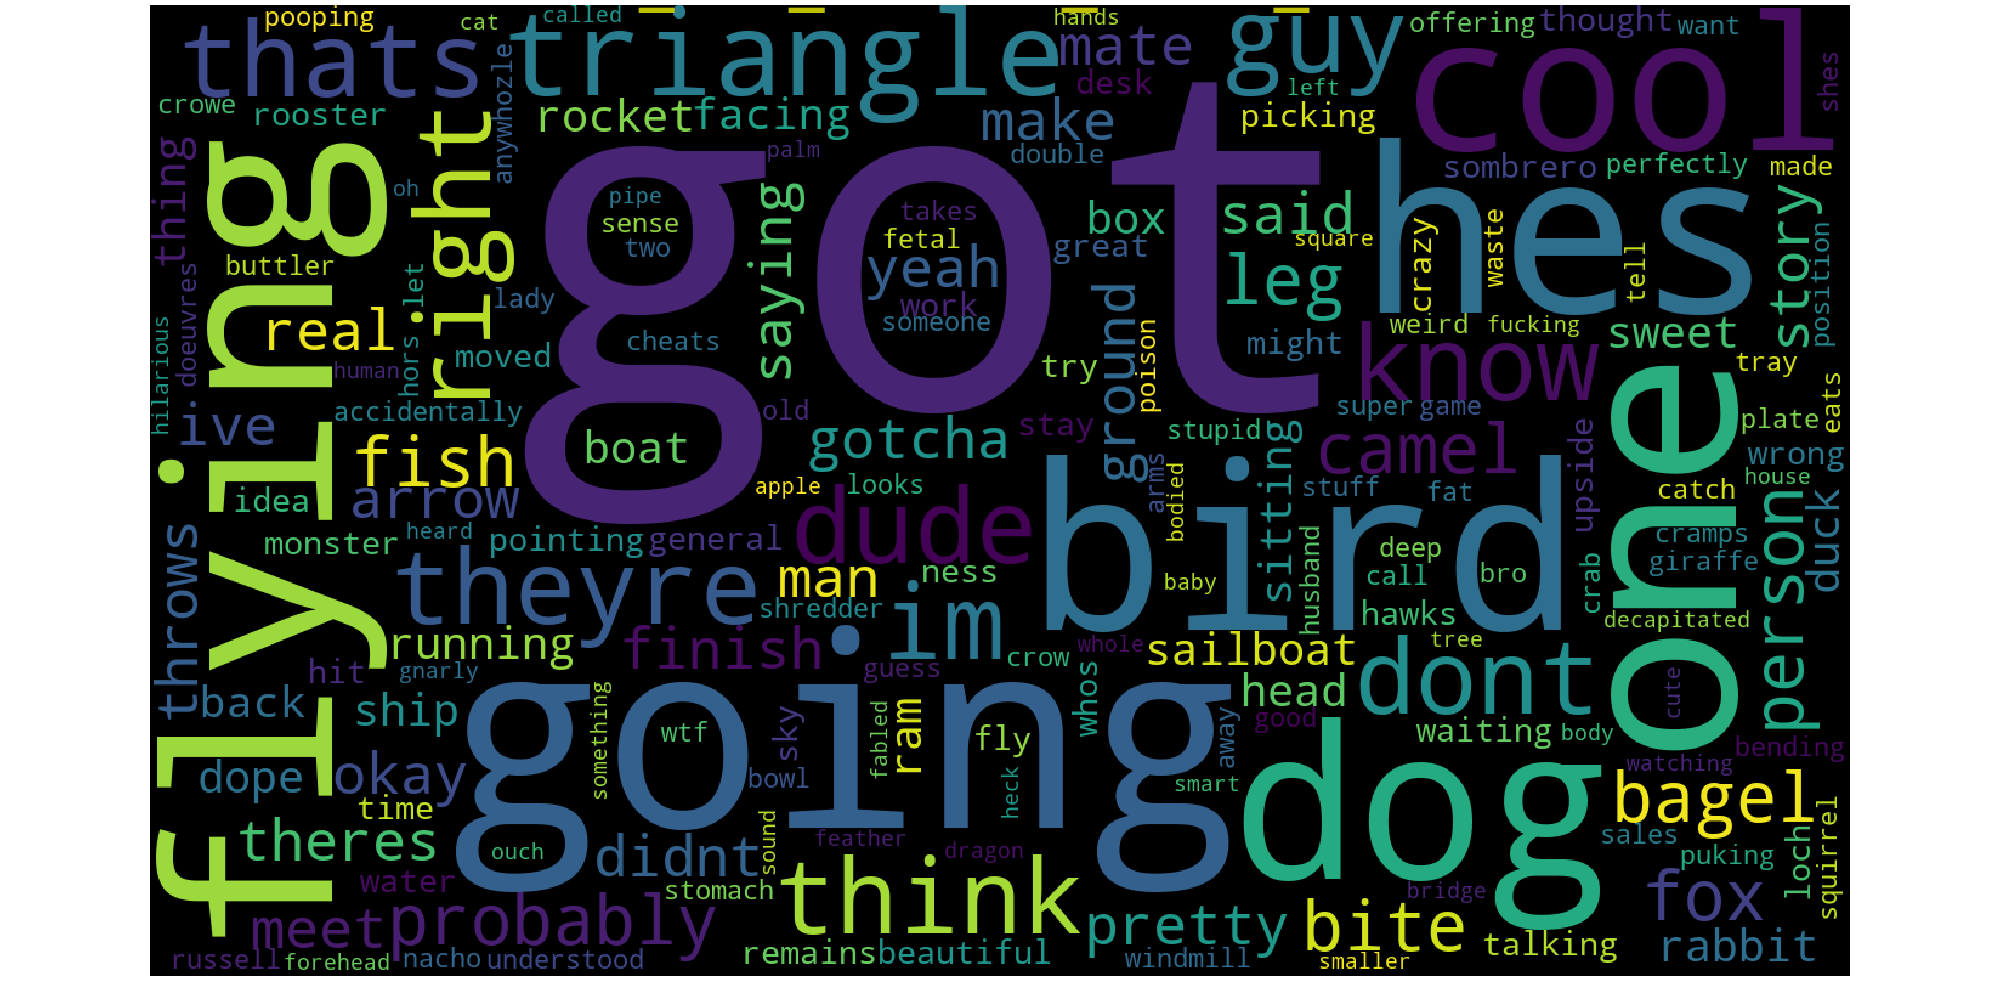 pooping
cat
called
hands
offering
thought
want
thats
triangle
mate
guy
cool
shes
crowe
rooster
anywhozle
rocket
facing
desk
left
picking
make
double
palm
sombrero
perfectly
made
thing
flying
right
got
hes
one
oh
pipe
sense
two
saying
takes
fetal
yeah
work
someone
great
box
said
square
leg
crazy
waste
tell
story
position
buttler
lady
hors
let
doeuvres
hilarious
real
human
moved
cheats
try
poison
ground
might
weird
fucking
sweet
tray
know
super
game
ive
accidentally
old
stay
stupid
camel
upside
wrong
plate
eats
house
fish
boat
gotcha
arrow
idea
apple
looks
arms
bodied
sitting
stuff
fat
catch
person
duck
throws
monster
heard
pointing
general
dude
bird
husband
deep
call
bro
crab
cramps
giraffe
theyre
man
ness
shredder
im
baby
hawks
decapitated
running
finish
guess
crow
whos
whole
sailboat
tree
dont
cute
hit
gnarly
back
ship
something
wtf
sky
fabled
ram
fly
away
head
good
waiting
body
bending
watching
dope
okay
going
bowl
heck
smart
dog
bagel
time
theres
ouch
didnt
sound
feather
dragon
sales
puking
loch
squirrel
water
stomach
think
bridge
fox
meet
probably
pretty
bite
talking
rabbit
russell
forehead
nacho
understood
remains
beautiful
windmill
smaller